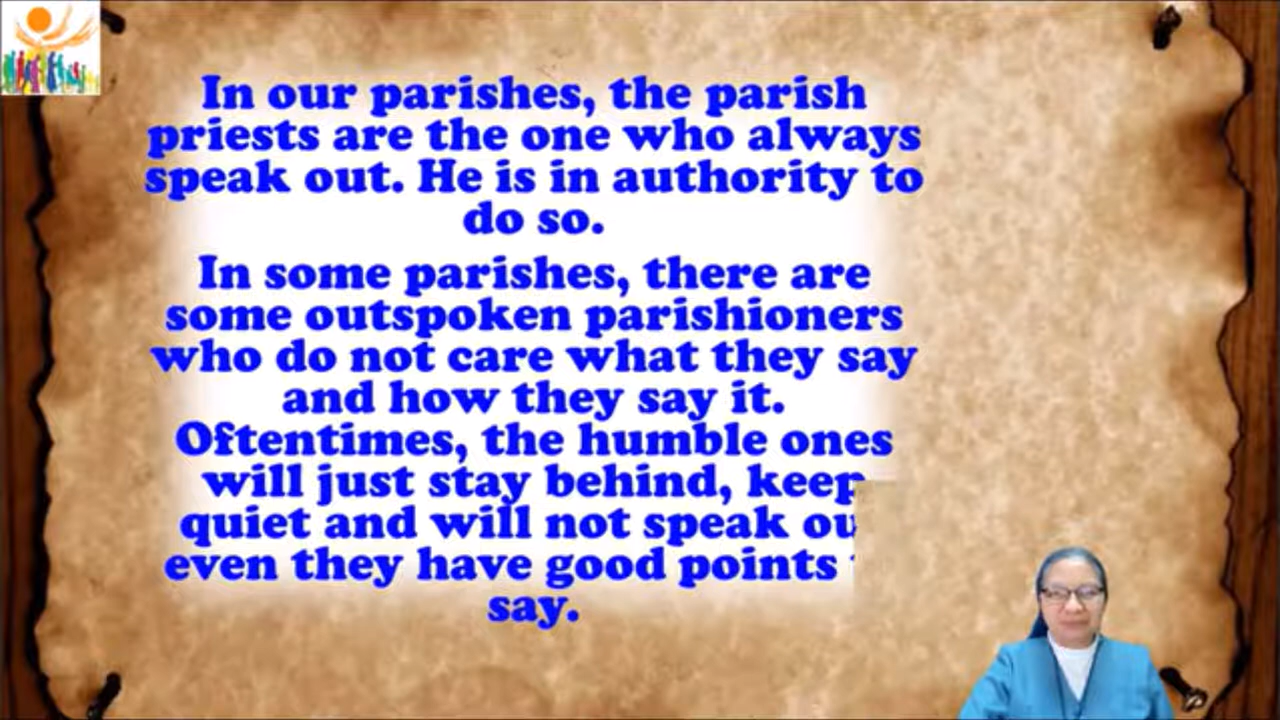 In our parishes, the parish
priests are the one who always
speak out. He is in authority to
do so.
In some parishes, there are
some outspoken parishioners
who do not care what they say
and how they say it.
Oftentimes, the humble ones
will just stay behind, keep
quiet and will not speak ou
even they have good points
say.